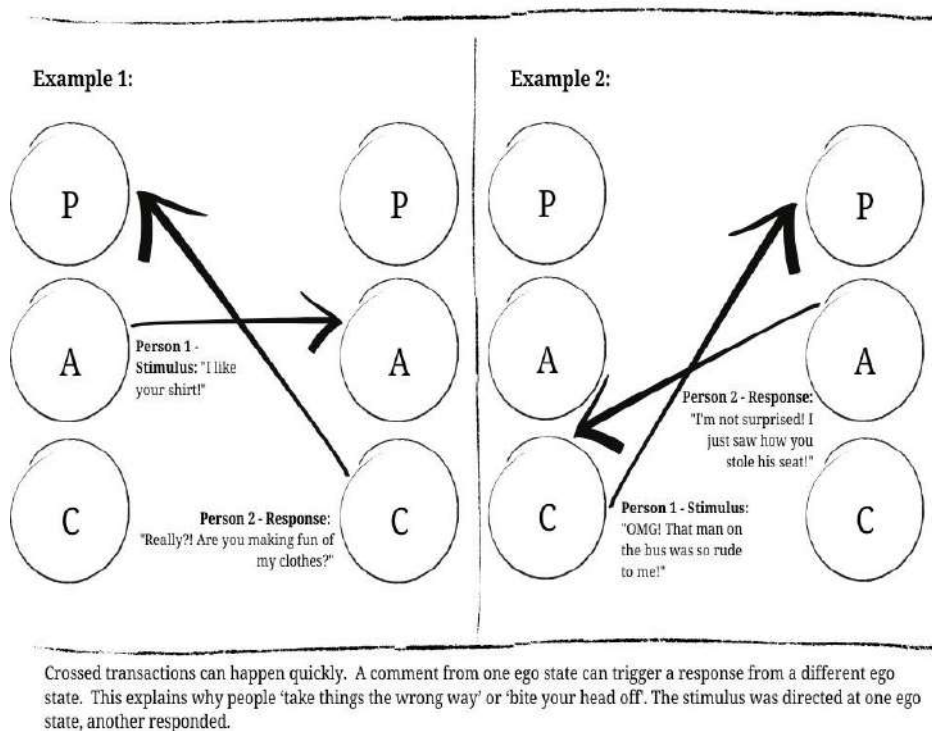 Example 1:
P
P
A
A
Person 1 -
Stimulus: "I like
your shirt!"
C
C
Person 2 - Response:
"Really?! Are you making fun of
my clothes?"
Example 2:
P
P
A
A
Person 2 - Response:
"I'm not surprised! I
just saw how you
stole his seat!"
C
C
Person 1 - Stimulus:
"OMG! That man on
the bus was so rude
to me!"
Crossed transactions can happen quickly. A comment from one ego state can trigger a response from a different ego
state. This explains why people ‘take things the wrong way’ or ‘bite your head off’. The stimulus was directed at one ego
state, another responded.